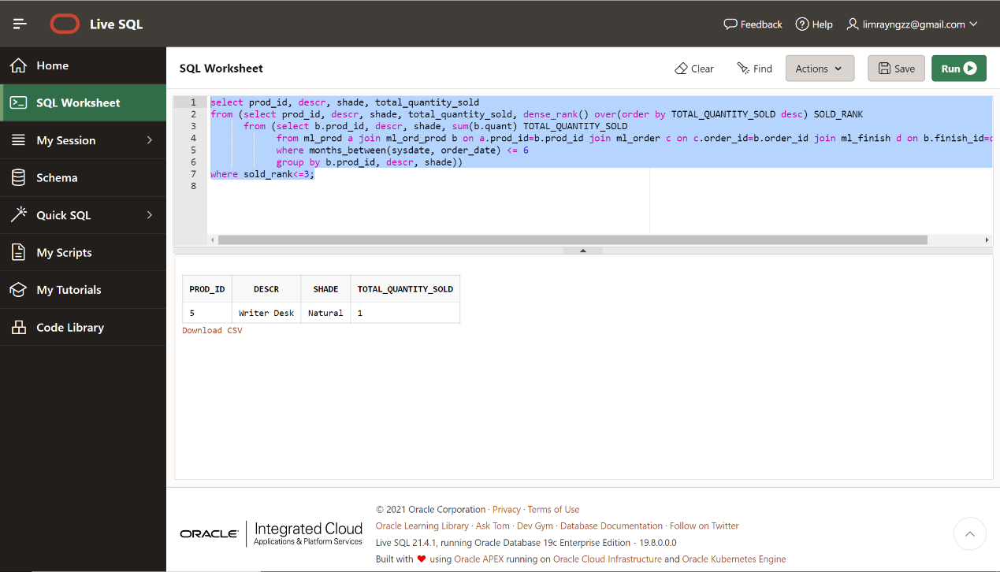 Live SQL
Feedback
Help
limrayngzz@gmail.com
Home
SQL Worksheet
My Session
Schema
Quick SQL
My Scripts
My Tutorials
Code Library
SQL Worksheet
Clear
Find
Actions
Save
Run
1 select prod_id, descr, shade, total_quantity_sold
2 from (select prod_id, descr, shade, total_quantity_sold, dense_rank() over(order by TOTAL_QUANTITY_SOLD desc) SOLD_RANK
3 from (select b.prod_id, descr, shade, sum(b.quant) TOTAL_QUANTITY_SOLD
4 from ml_prod a join ml_ord_prod b on a.prod_id=b.prod_id join ml_order c on c.order_id=b.order_id join ml_finish d on b.finish_id=
5 where months_between(sysdate, order_date) <= 6
6 group by b.prod_id, descr, shade))
7 where sold_rank<=3;
8
PROD_ID DESCR SHADE TOTAL_QUANTITY_SOLD
5 Writer Desk Natural 1
Download CSV
ORACLE
Integrated Cloud
Applications & Platform Services
© 2021 Oracle Corporation · Privacy · Terms of Use
Oracle Learning Library · Ask Tom · Dev Gym · Database Documentation · Follow on Twitter
Live SQL 21.4.1, running Oracle Database 19c Enterprise Edition - 19.8.0.0.0
Built with ❤ using Oracle APEX running on Oracle Cloud Infrastructure and Oracle Kubernetes Engine